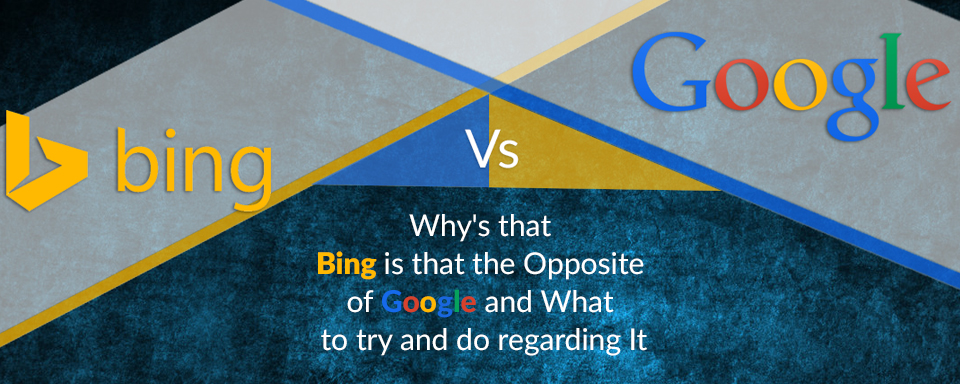 Google
bing
Vs
Why's that
Bing is that the Opposite
of Google and What
to try and do regarding It